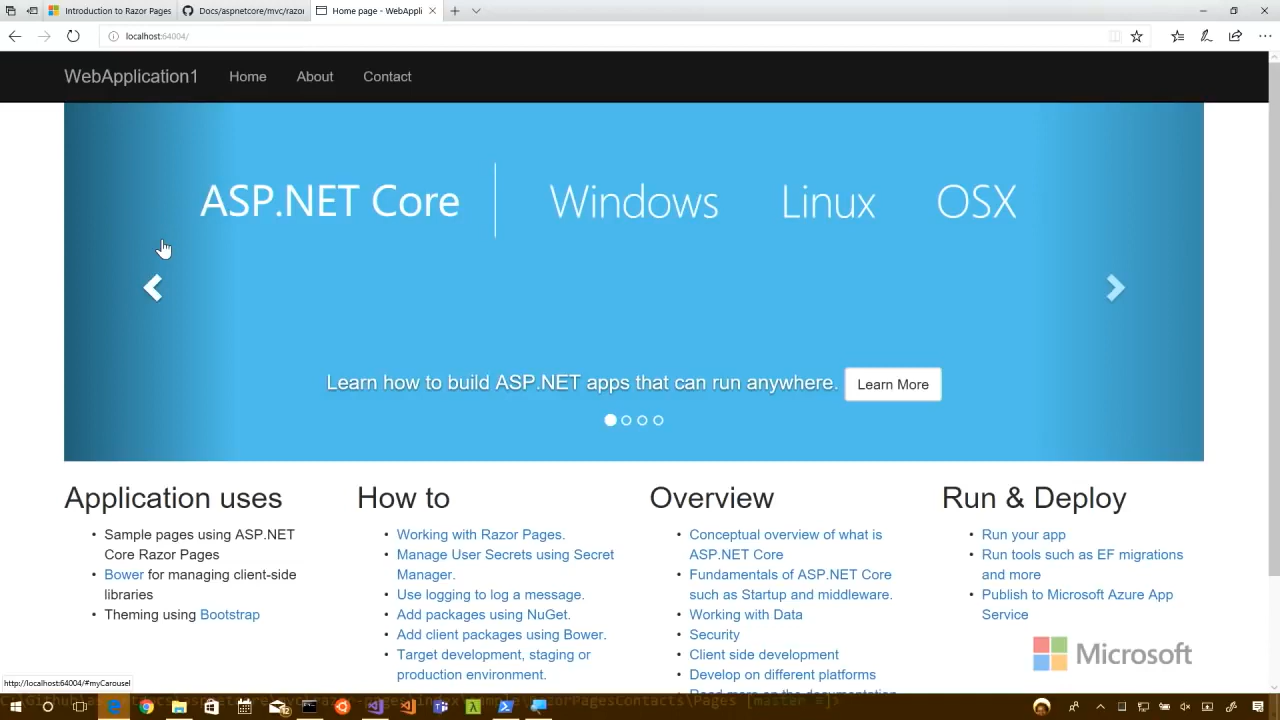 Introduction to Razor Pages
Docs/aspnetcore/mvc/razor
Home page - WebAppli
localhost:64004/
WebApplication1 Home About Contact
ASP.NET Core Windows Linux OSX
Learn how to build ASP.NET apps that can run anywhere. Learn More
Application uses
• Sample pages using ASP.NET
Core Razor Pages
• Bower for managing client-side
libraries
• Theming using Bootstrap
How to
• Working with Razor Pages.
• Manage User Secrets using Secret
Manager.
• Use logging to log a message.
• Add packages using NuGet.
• Add client packages using Bower.
• Target development, staging or
production environment.
Overview
• Conceptual overview of what is
ASP.NET Core
• Fundamentals of ASP.NET Core
such as Startup and middleware.
• Working with Data
• Security
• Client side development
• Develop on different platforms
• Read more on the documentation
Run & Deploy
• Run your app
• Run tools such as EF migrations
and more
• Publish to Microsoft Azure App
Service
Microsoft
http://localhost:64004/#myCarousel